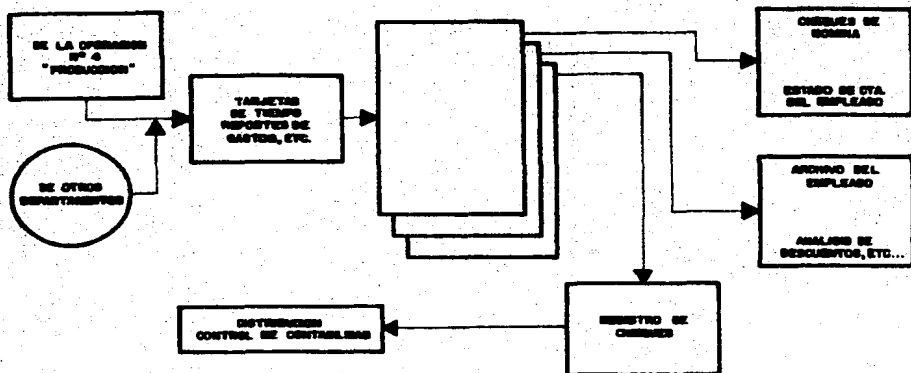 DE LA OPERACION
Nº 4
"PRODUCCION"
DE OTROS
DEPARTAMENTOS
TARJETAS
DE TIEMPO
REPORTES DE
GASTOS, ETC.
CHEQUES DE
NOMINA
ESTADO DE CTA.
DEL EMPLEADO
ARCHIVO DEL
EMPLEADO
ANALISIS DE
DESCUENTOS, ETC...
REGISTRO DE
CHEQUES
DISTRIBUCION
CONTROL DE CONTABILIDAD